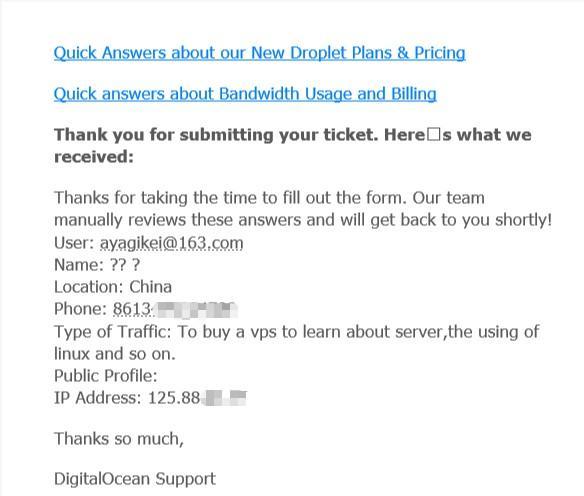 Quick Answers about our New Droplet Plans & Pricing
Quick answers about Bandwidth Usage and Billing
Thank you for submitting your ticket. Here□s what we
received:
Thanks for taking the time to fill out the form. Our team
manually reviews these answers and will get back to you shortly!
User: ayagikei@163.com
Name: ?? ?
Location: China
Phone: 8613
Type of Traffic: To buy a vps to learn about server,the using of
linux and so on.
Public Profile:
IP Address: 125.88.
Thanks so much,
DigitalOcean Support